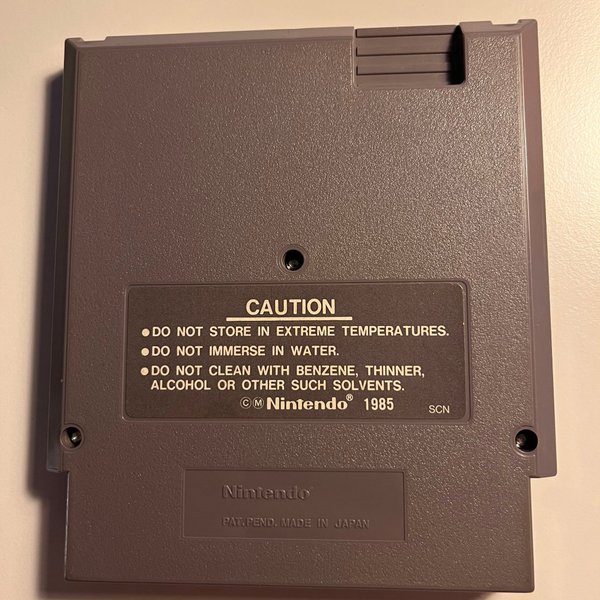 CAUTION
●DO NOT STORE IN EXTREME TEMPERATURES.
●DO NOT IMMERSE IN WATER.
●DO NOT CLEAN WITH BENZENE, THINNER,
ALCOHOL OR OTHER SUCH SOLVENTS.
ⒸⓂNintendo® 1985 SCN
Nintendo®
PAT.PEND. MADE IN JAPAN